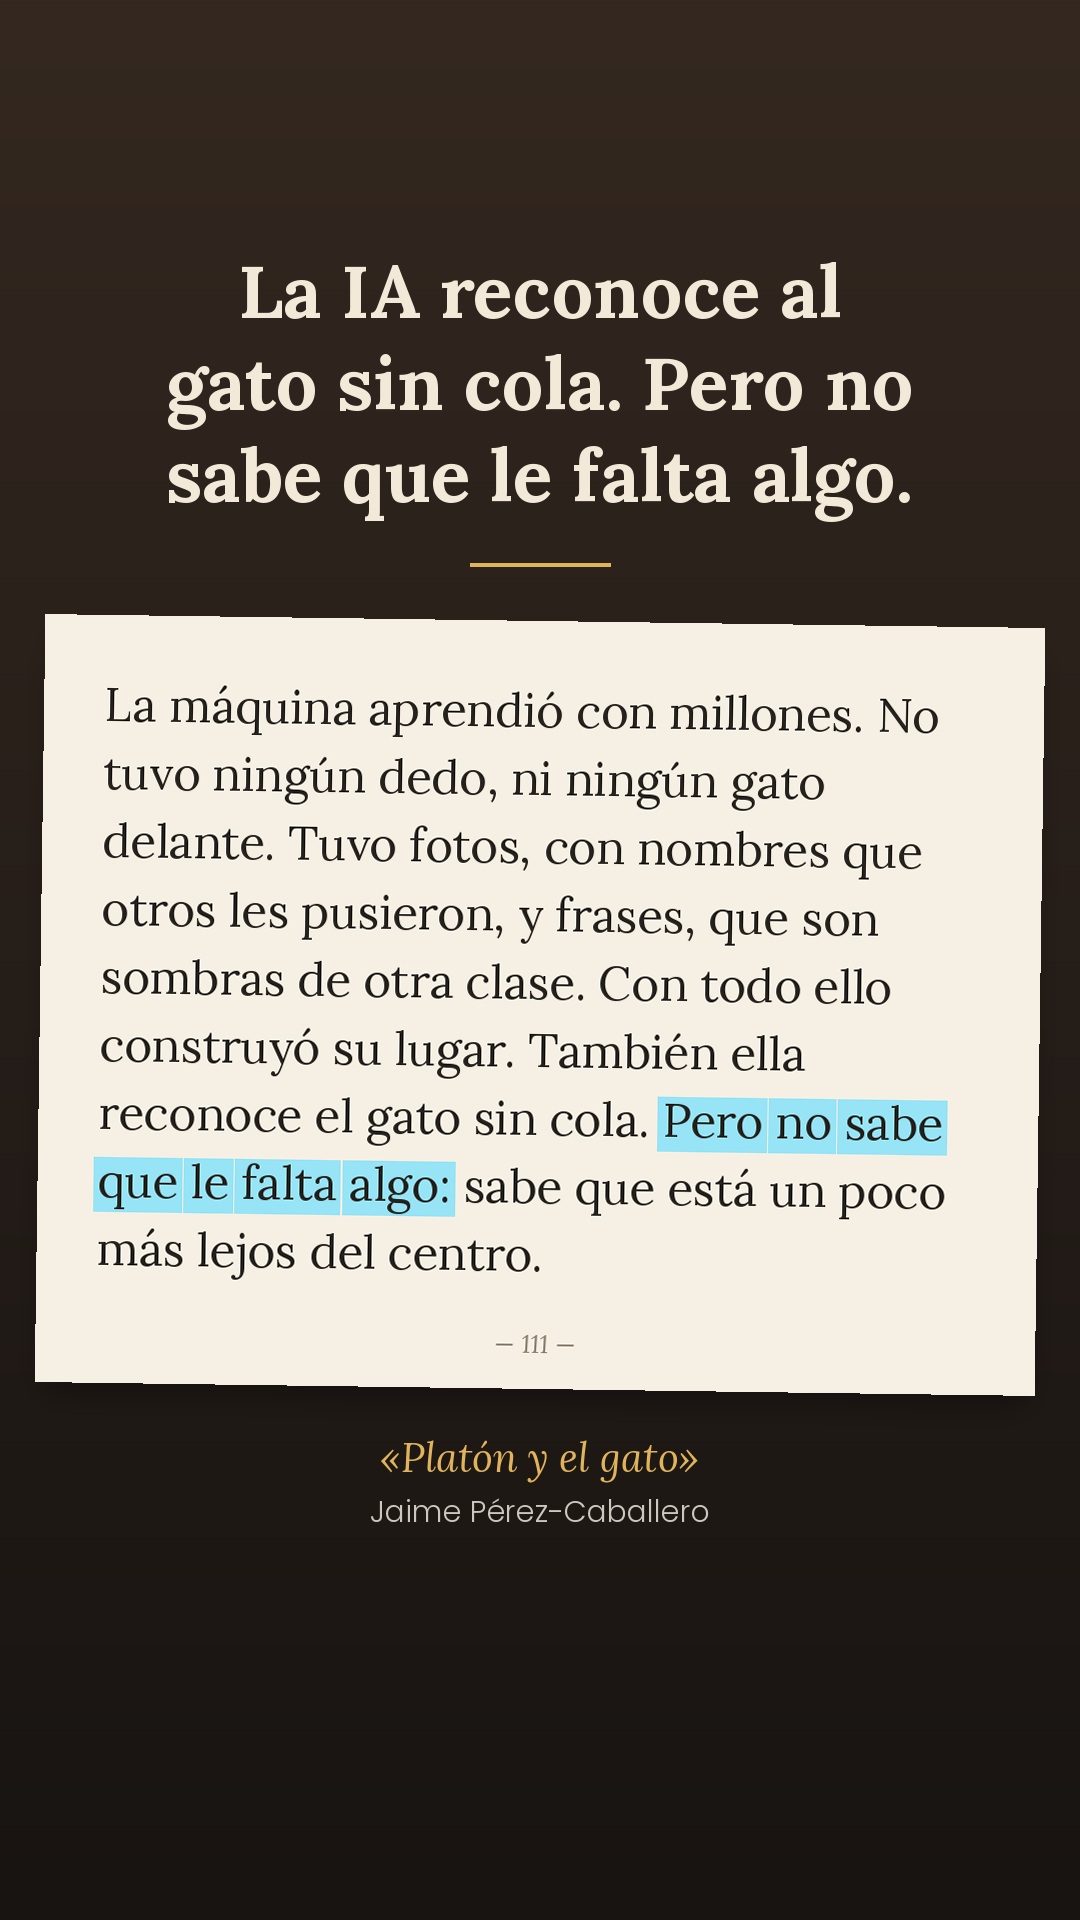 La IA reconoce al
gato sin cola. Pero no
sabe que le falta algo.
La máquina aprendió con millones. No
tuvo ningún dedo, ni ningún gato
delante. Tuvo fotos, con nombres que
otros les pusieron, y frases, que son
sombras de otra clase. Con todo ello
construyó su lugar. También ella
reconoce el gato sin cola. Pero no sabe
que le falta algo: sabe que está un poco
más lejos del centro.
— 111 —
«Platón y el gato»
Jaime Pérez-Caballero